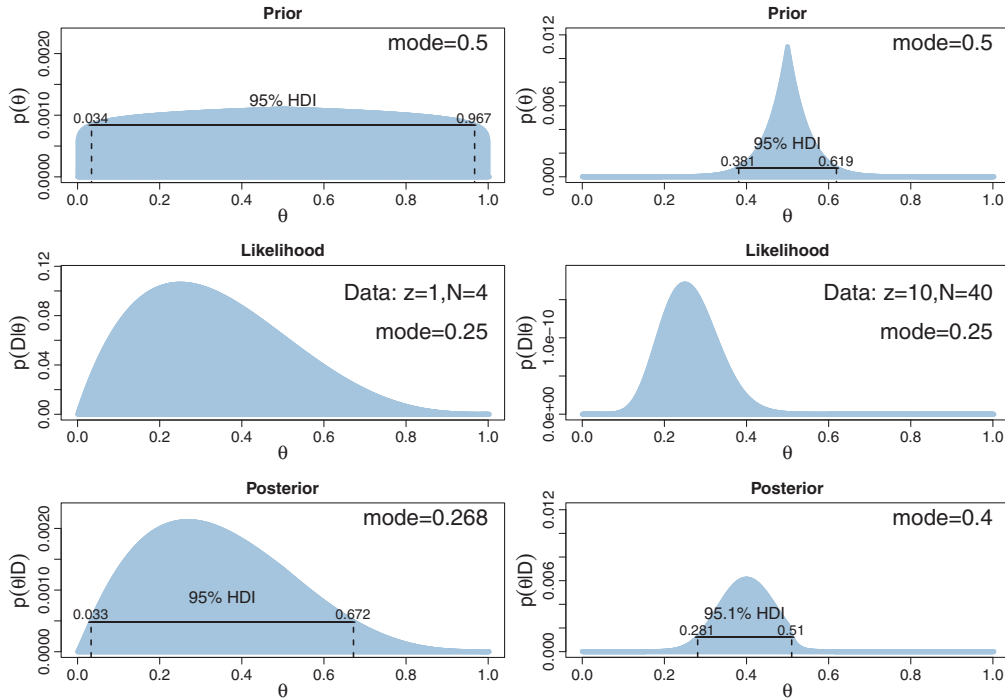 Prior
mode=0.5
95% HDI
0.034
0.967
p(θ)
0.0000
0.0010
0.0020
0.0 0.2 0.4 0.6 0.8 1.0
θ
Prior
mode=0.5
95% HDI
0.381
0.619
p(θ)
0.000
0.006
0.012
0.0 0.2 0.4 0.6 0.8 1.0
θ
Likelihood
Data: z=1,N=4
mode=0.25
p(D|θ)
0.00
0.04
0.08
0.12
0.0 0.2 0.4 0.6 0.8 1.0
θ
Likelihood
Data: z=10,N=40
mode=0.25
p(D|θ)
0.0e+00
1.0e−10
0.0 0.2 0.4 0.6 0.8 1.0
θ
Posterior
mode=0.268
95% HDI
0.033
0.672
p(θ|D)
0.0000
0.0010
0.0020
0.0 0.2 0.4 0.6 0.8 1.0
θ
Posterior
mode=0.4
95.1% HDI
0.281
0.51
p(θ|D)
0.000
0.006
0.012
0.0 0.2 0.4 0.6 0.8 1.0
θ